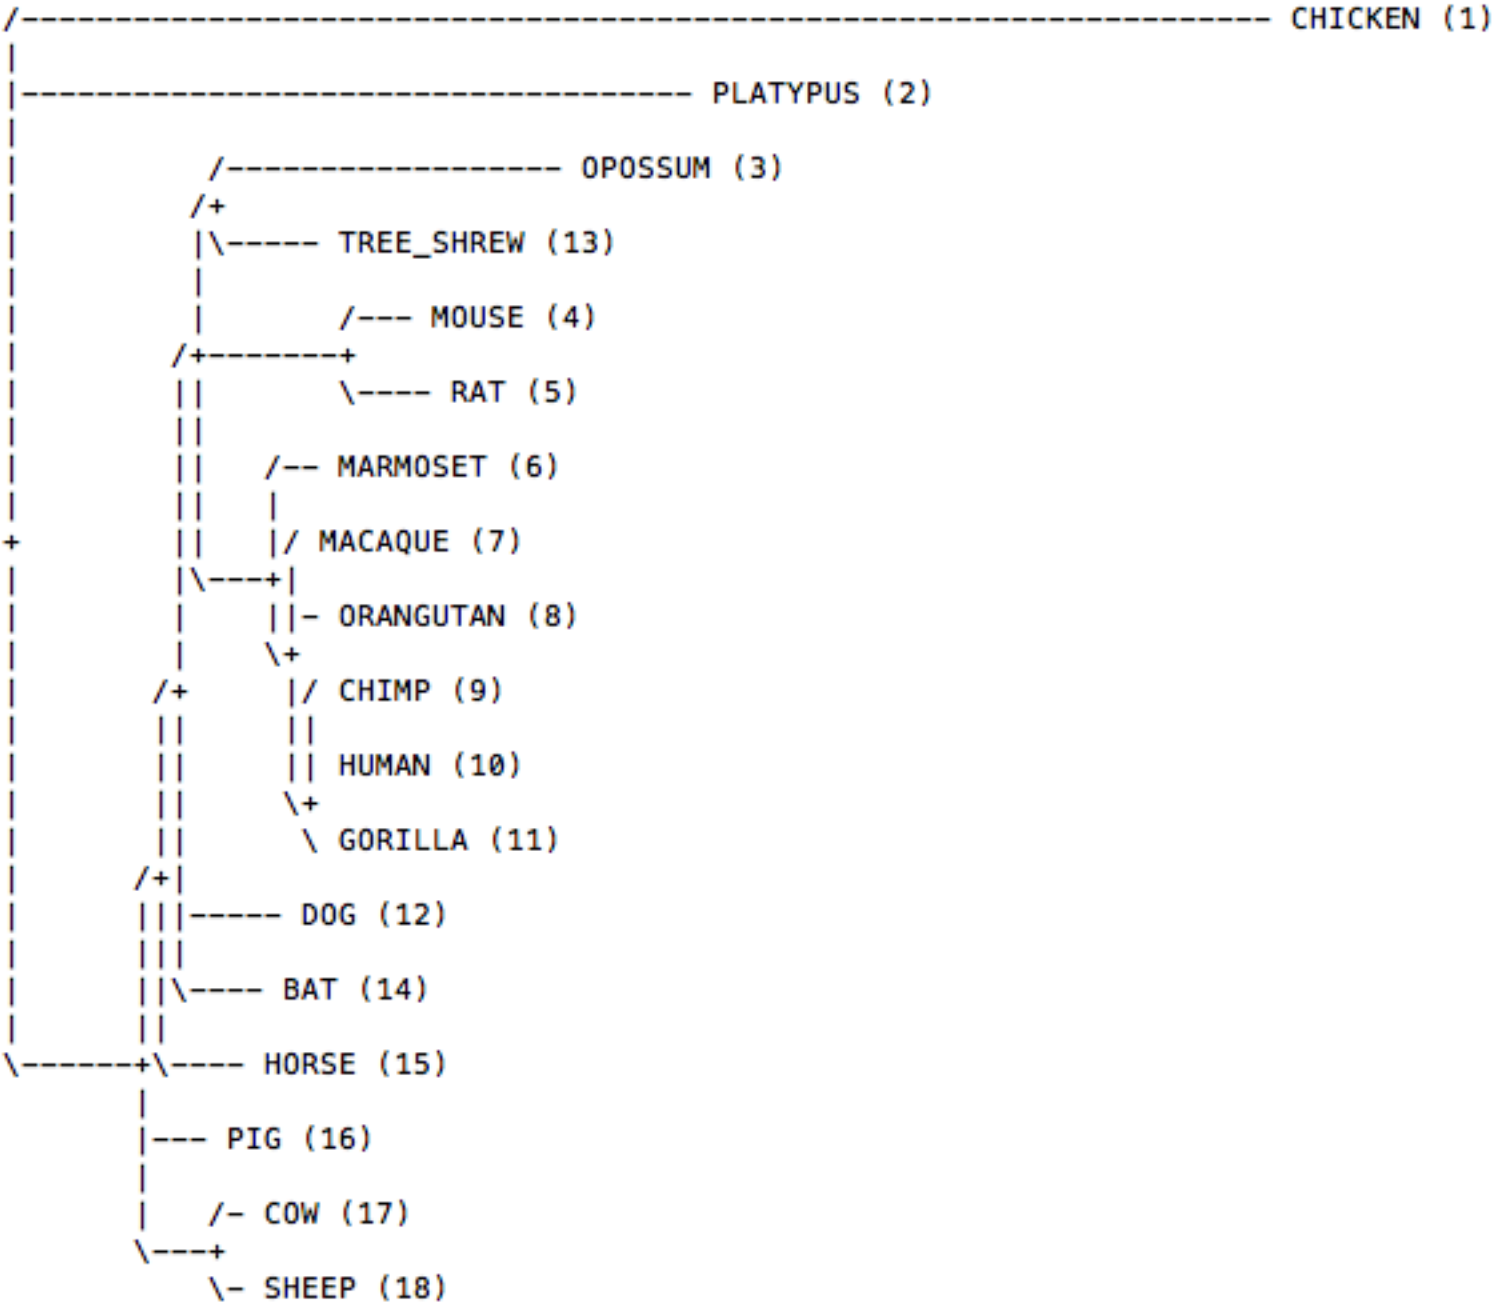 /------------------------------------------------------------------- CHICKEN (1)
|
|------------------------------------ PLATYPUS (2)
|
|          /------------------ OPOSSUM (3)
|         /+
|         |\----- TREE_SHREW (13)
|         |
|         |       /--- MOUSE (4)
|        /+-------+
|        ||       \---- RAT (5)
|        ||
|        ||   /-- MARMOSET (6)
|        ||   |
+        ||   |/ MACAQUE (7)
|        |\---+|
|        |    ||- ORANGUTAN (8)
|        |    \+
|       /+     |/ CHIMP (9)
|       ||     ||
|       ||     || HUMAN (10)
|       ||     \+
|       ||      \ GORILLA (11)
|      /+|
|      |||----- DOG (12)
|      |||
|      ||\---- BAT (14)
|      ||
\------+\---- HORSE (15)
       |
       |--- PIG (16)
       |
       |   /- COW (17)
       \---+
           \- SHEEP (18)